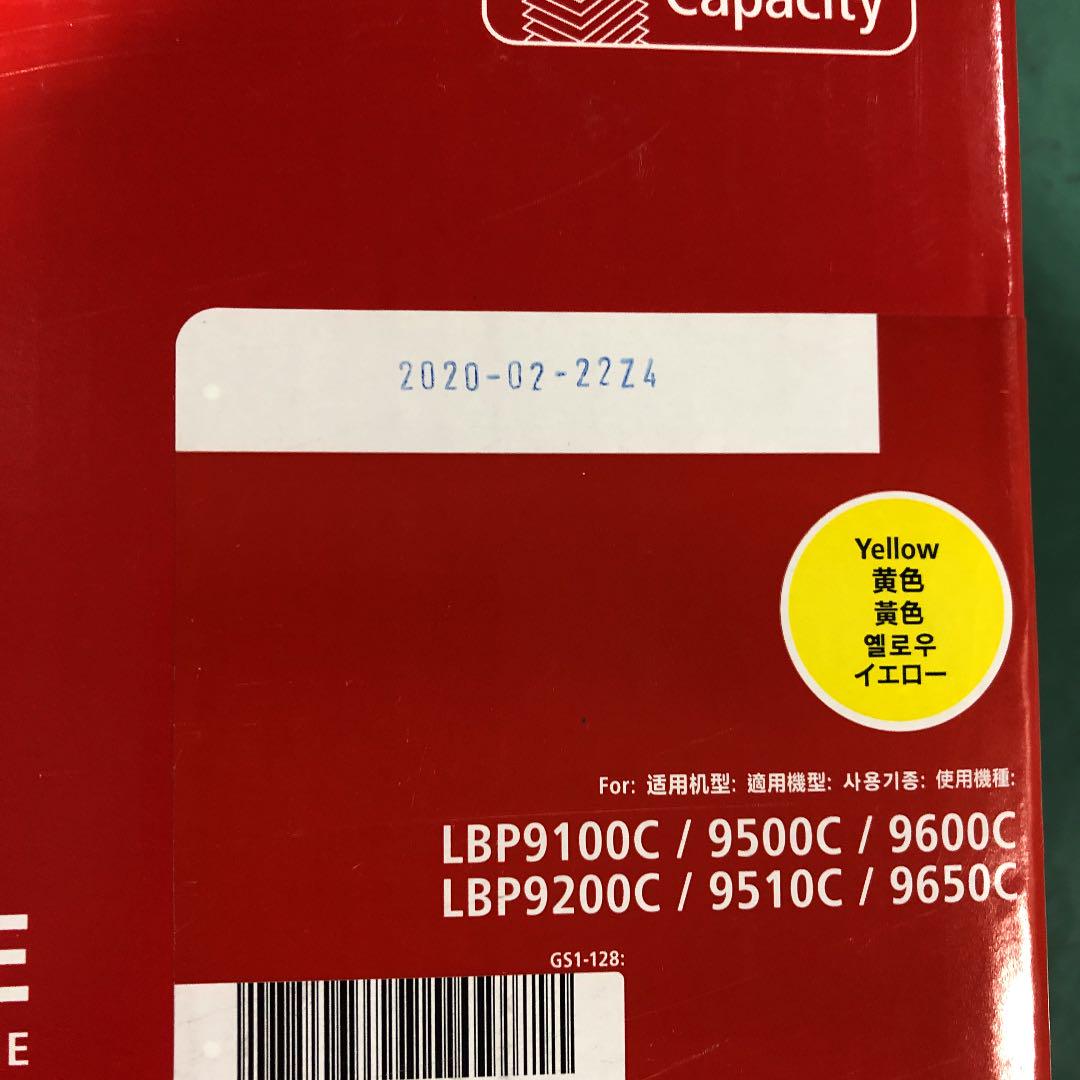 Capacity
2020-02-22Z4
Yellow
黄色
黃色
옐로우
イエロー
For: 适用机型: 適用機型: 사용기종: 使用機種:
LBP9100C / 9500C / 9600C
LBP9200C / 9510C / 9650C
GS1-128:
E
E